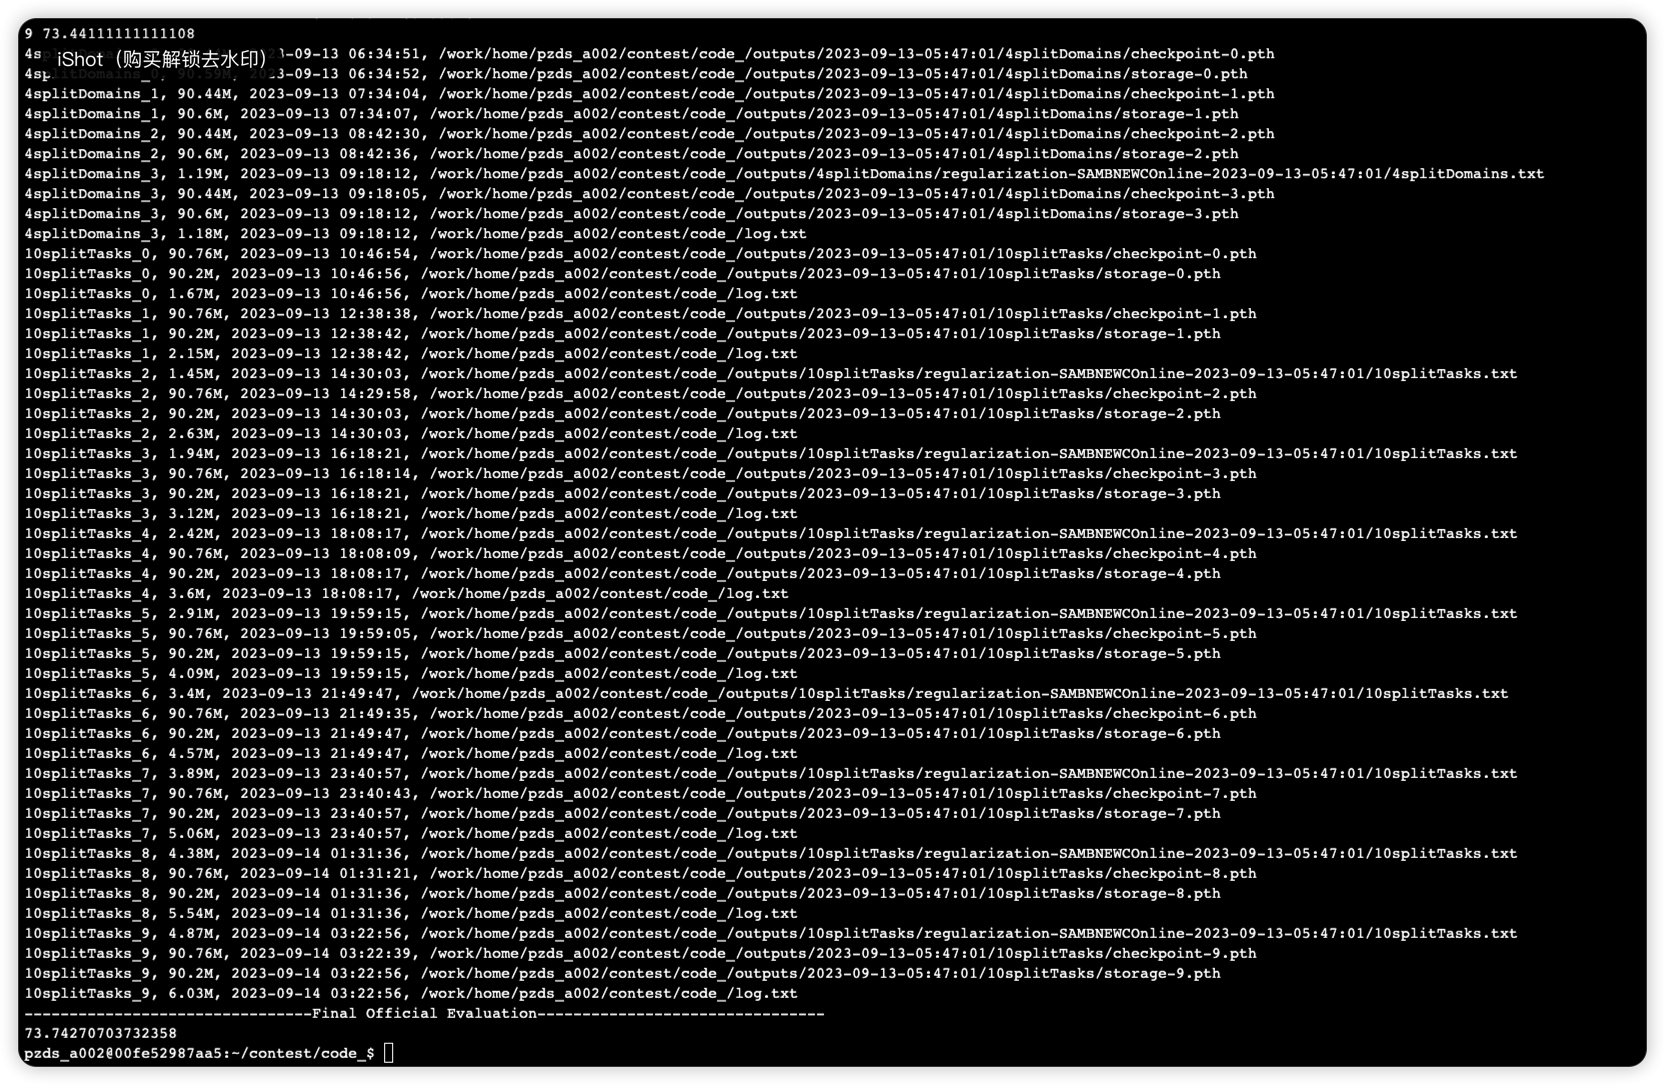 9 73.44111111111108
4s iShot（购买解锁去水印） 3-09-13 06:34:51, /work/home/pzds_a002/contest/code_/outputs/2023-09-13-05:47:01/4splitDomains/checkpoint-0.pth
4splitDomains_0, 90.59M, 2023-09-13 06:34:52, /work/home/pzds_a002/contest/code_/outputs/2023-09-13-05:47:01/4splitDomains/storage-0.pth
4splitDomains_1, 90.44M, 2023-09-13 07:34:04, /work/home/pzds_a002/contest/code_/outputs/2023-09-13-05:47:01/4splitDomains/checkpoint-1.pth
4splitDomains_1, 90.6M, 2023-09-13 07:34:07, /work/home/pzds_a002/contest/code_/outputs/2023-09-13-05:47:01/4splitDomains/storage-1.pth
4splitDomains_2, 90.44M, 2023-09-13 08:42:30, /work/home/pzds_a002/contest/code_/outputs/2023-09-13-05:47:01/4splitDomains/checkpoint-2.pth
4splitDomains_2, 90.6M, 2023-09-13 08:42:36, /work/home/pzds_a002/contest/code_/outputs/2023-09-13-05:47:01/4splitDomains/storage-2.pth
4splitDomains_3, 1.19M, 2023-09-13 09:18:12, /work/home/pzds_a002/contest/code_/outputs/4splitDomains/regularization-SAMBNEWCOnline-2023-09-13-05:47:01/4splitDomains.txt
4splitDomains_3, 90.44M, 2023-09-13 09:18:05, /work/home/pzds_a002/contest/code_/outputs/2023-09-13-05:47:01/4splitDomains/checkpoint-3.pth
4splitDomains_3, 90.6M, 2023-09-13 09:18:12, /work/home/pzds_a002/contest/code_/outputs/2023-09-13-05:47:01/4splitDomains/storage-3.pth
4splitDomains_3, 1.18M, 2023-09-13 09:18:12, /work/home/pzds_a002/contest/code_/log.txt
10splitTasks_0, 90.76M, 2023-09-13 10:46:54, /work/home/pzds_a002/contest/code_/outputs/2023-09-13-05:47:01/10splitTasks/checkpoint-0.pth
10splitTasks_0, 90.2M, 2023-09-13 10:46:56, /work/home/pzds_a002/contest/code_/outputs/2023-09-13-05:47:01/10splitTasks/storage-0.pth
10splitTasks_0, 1.67M, 2023-09-13 10:46:56, /work/home/pzds_a002/contest/code_/log.txt
10splitTasks_1, 90.76M, 2023-09-13 12:38:38, /work/home/pzds_a002/contest/code_/outputs/2023-09-13-05:47:01/10splitTasks/checkpoint-1.pth
10splitTasks_1, 90.2M, 2023-09-13 12:38:42, /work/home/pzds_a002/contest/code_/outputs/2023-09-13-05:47:01/10splitTasks/storage-1.pth
10splitTasks_1, 2.15M, 2023-09-13 12:38:42, /work/home/pzds_a002/contest/code_/log.txt
10splitTasks_2, 1.45M, 2023-09-13 14:30:03, /work/home/pzds_a002/contest/code_/outputs/10splitTasks/regularization-SAMBNEWCOnline-2023-09-13-05:47:01/10splitTasks.txt
10splitTasks_2, 90.76M, 2023-09-13 14:29:58, /work/home/pzds_a002/contest/code_/outputs/2023-09-13-05:47:01/10splitTasks/checkpoint-2.pth
10splitTasks_2, 90.2M, 2023-09-13 14:30:03, /work/home/pzds_a002/contest/code_/outputs/2023-09-13-05:47:01/10splitTasks/storage-2.pth
10splitTasks_2, 2.63M, 2023-09-13 14:30:03, /work/home/pzds_a002/contest/code_/log.txt
10splitTasks_3, 1.94M, 2023-09-13 16:18:21, /work/home/pzds_a002/contest/code_/outputs/10splitTasks/regularization-SAMBNEWCOnline-2023-09-13-05:47:01/10splitTasks.txt
10splitTasks_3, 90.76M, 2023-09-13 16:18:14, /work/home/pzds_a002/contest/code_/outputs/2023-09-13-05:47:01/10splitTasks/checkpoint-3.pth
10splitTasks_3, 90.2M, 2023-09-13 16:18:21, /work/home/pzds_a002/contest/code_/outputs/2023-09-13-05:47:01/10splitTasks/storage-3.pth
10splitTasks_3, 3.12M, 2023-09-13 16:18:21, /work/home/pzds_a002/contest/code_/log.txt
10splitTasks_4, 2.42M, 2023-09-13 18:08:17, /work/home/pzds_a002/contest/code_/outputs/10splitTasks/regularization-SAMBNEWCOnline-2023-09-13-05:47:01/10splitTasks.txt
10splitTasks_4, 90.76M, 2023-09-13 18:08:09, /work/home/pzds_a002/contest/code_/outputs/2023-09-13-05:47:01/10splitTasks/checkpoint-4.pth
10splitTasks_4, 90.2M, 2023-09-13 18:08:17, /work/home/pzds_a002/contest/code_/outputs/2023-09-13-05:47:01/10splitTasks/storage-4.pth
10splitTasks_4, 3.6M, 2023-09-13 18:08:17, /work/home/pzds_a002/contest/code_/log.txt
10splitTasks_5, 2.91M, 2023-09-13 19:59:15, /work/home/pzds_a002/contest/code_/outputs/10splitTasks/regularization-SAMBNEWCOnline-2023-09-13-05:47:01/10splitTasks.txt
10splitTasks_5, 90.76M, 2023-09-13 19:59:05, /work/home/pzds_a002/contest/code_/outputs/2023-09-13-05:47:01/10splitTasks/checkpoint-5.pth
10splitTasks_5, 90.2M, 2023-09-13 19:59:15, /work/home/pzds_a002/contest/code_/outputs/2023-09-13-05:47:01/10splitTasks/storage-5.pth
10splitTasks_5, 4.09M, 2023-09-13 19:59:15, /work/home/pzds_a002/contest/code_/log.txt
10splitTasks_6, 3.4M, 2023-09-13 21:49:47, /work/home/pzds_a002/contest/code_/outputs/10splitTasks/regularization-SAMBNEWCOnline-2023-09-13-05:47:01/10splitTasks.txt
10splitTasks_6, 90.76M, 2023-09-13 21:49:35, /work/home/pzds_a002/contest/code_/outputs/2023-09-13-05:47:01/10splitTasks/checkpoint-6.pth
10splitTasks_6, 90.2M, 2023-09-13 21:49:47, /work/home/pzds_a002/contest/code_/outputs/2023-09-13-05:47:01/10splitTasks/storage-6.pth
10splitTasks_6, 4.57M, 2023-09-13 21:49:47, /work/home/pzds_a002/contest/code_/log.txt
10splitTasks_7, 3.89M, 2023-09-13 23:40:57, /work/home/pzds_a002/contest/code_/outputs/10splitTasks/regularization-SAMBNEWCOnline-2023-09-13-05:47:01/10splitTasks.txt
10splitTasks_7, 90.76M, 2023-09-13 23:40:43, /work/home/pzds_a002/contest/code_/outputs/2023-09-13-05:47:01/10splitTasks/checkpoint-7.pth
10splitTasks_7, 90.2M, 2023-09-13 23:40:57, /work/home/pzds_a002/contest/code_/outputs/2023-09-13-05:47:01/10splitTasks/storage-7.pth
10splitTasks_7, 5.06M, 2023-09-13 23:40:57, /work/home/pzds_a002/contest/code_/log.txt
10splitTasks_8, 4.38M, 2023-09-14 01:31:36, /work/home/pzds_a002/contest/code_/outputs/10splitTasks/regularization-SAMBNEWCOnline-2023-09-13-05:47:01/10splitTasks.txt
10splitTasks_8, 90.76M, 2023-09-14 01:31:21, /work/home/pzds_a002/contest/code_/outputs/2023-09-13-05:47:01/10splitTasks/checkpoint-8.pth
10splitTasks_8, 90.2M, 2023-09-14 01:31:36, /work/home/pzds_a002/contest/code_/outputs/2023-09-13-05:47:01/10splitTasks/storage-8.pth
10splitTasks_8, 5.54M, 2023-09-14 01:31:36, /work/home/pzds_a002/contest/code_/log.txt
10splitTasks_9, 4.87M, 2023-09-14 03:22:56, /work/home/pzds_a002/contest/code_/outputs/10splitTasks/regularization-SAMBNEWCOnline-2023-09-13-05:47:01/10splitTasks.txt
10splitTasks_9, 90.76M, 2023-09-14 03:22:39, /work/home/pzds_a002/contest/code_/outputs/2023-09-13-05:47:01/10splitTasks/checkpoint-9.pth
10splitTasks_9, 90.2M, 2023-09-14 03:22:56, /work/home/pzds_a002/contest/code_/outputs/2023-09-13-05:47:01/10splitTasks/storage-9.pth
10splitTasks_9, 6.03M, 2023-09-14 03:22:56, /work/home/pzds_a002/contest/code_/log.txt
--------------------------------Final Official Evaluation--------------------------------
73.74270703732358
pzds_a002@00fe52987aa5:~/contest/code_$